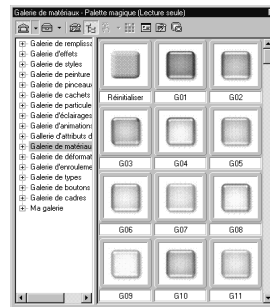 Galerie de matériaux - Palette magique (Lecture seule)
Galerie de remplissa
Galerie d'effets
Galerie de styles
Galerie de peinture
Galerie de pinceaux
Galerie de cachets
Galerie de particule
Galerie d'éclairages
Galerie d'animations
Gallerie d'attributs d
Galerie de matériau
Galerie de déformat
Galerie d'enrouleme
Galerie de types
Galerie de boutons
Galerie de cadres
Ma galerie
Réinitialiser G01 G02
G03 G04 G05
G06 G07 G08
G09 G10 G11